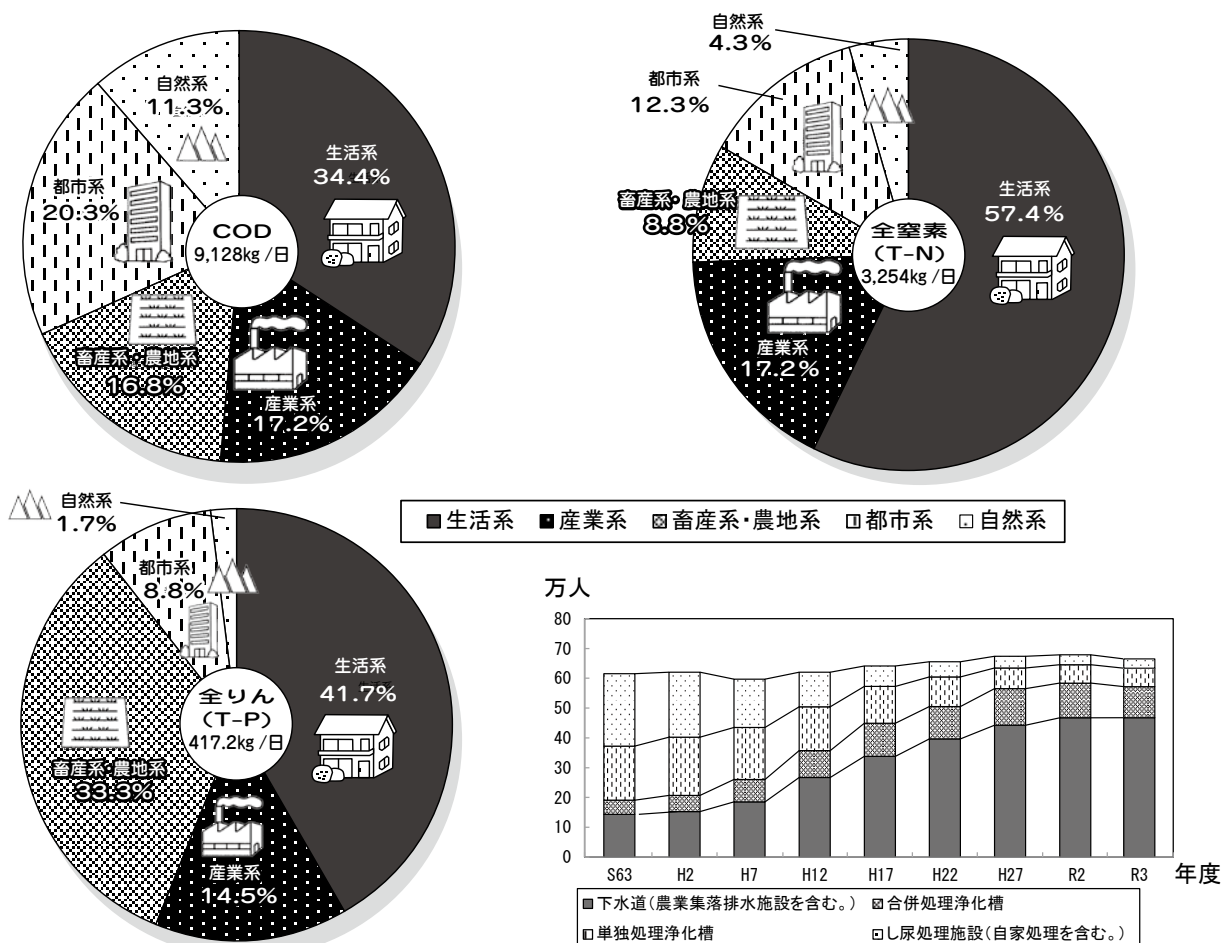 自然系
11.3%
都市系
20.3%
生活系
34.4%
COD
9,128kg/日
畜産系・農地系
16.8%
産業系
17.2%
自然系
4.3%
都市系
12.3%
畜産系・農地系
8.8%
生活系
57.4%
全窒素
(T-N)
3,254kg/日
産業系
17.2%
自然系
1.7%
都市系
8.8%
生活系
41.7%
全りん
(T-P)
417.2kg/日
畜産系・農地系
33.3%
産業系
14.5%
■生活系 ■産業系 畜産系・農地系 都市系 自然系
万人
80
70
60
50
40
30
20
10
0
S63 H2 H7 H12 H17 H22 H27 R2 R3 年度
下水道(農業集落排水施設を含む。) 合併処理浄化槽
単独処理浄化槽 し尿処理施設(自家処理を含む。)